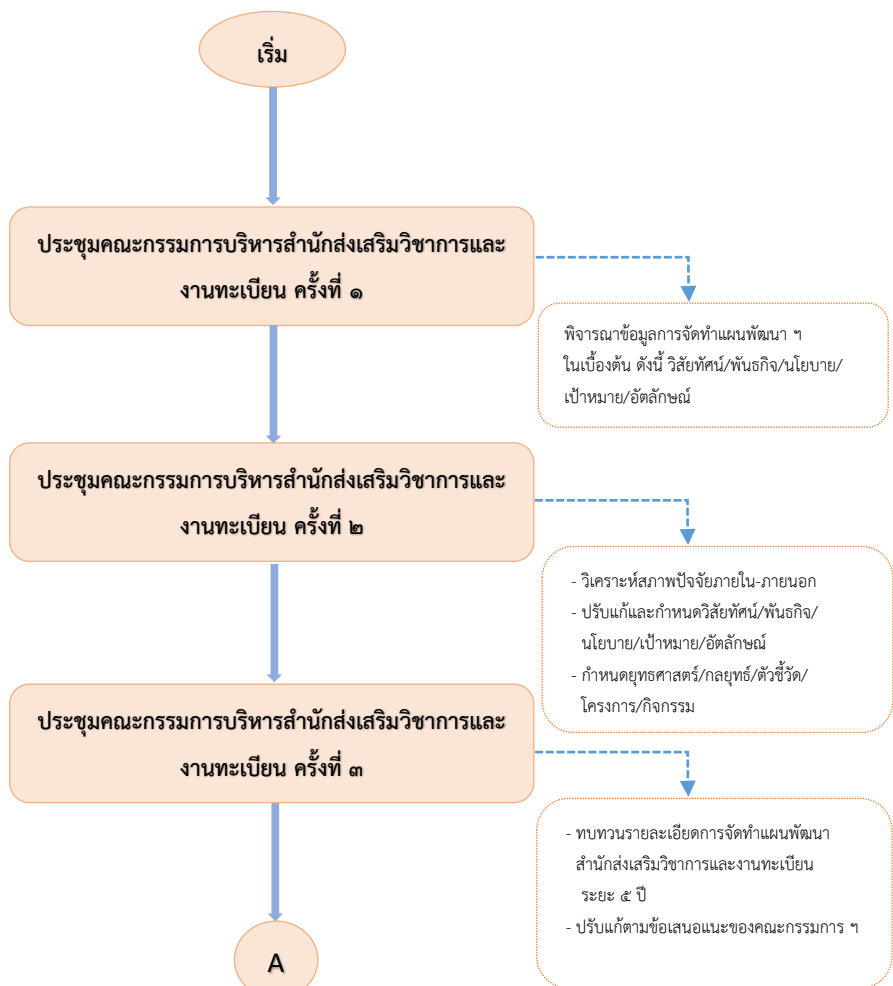 เริ่ม
ประชุมคณะกรรมการบริหารสำนักส่งเสริมวิชาการและ
งานทะเบียน ครั้งที่ ๑
พิจารณาข้อมูลการจัดทำแผนพัฒนา ฯ
ในเบื้องต้น ดังนี้ วิสัยทัศน์/พันธกิจ/นโยบาย/
เป้าหมาย/อัตลักษณ์
ประชุมคณะกรรมการบริหารสำนักส่งเสริมวิชาการและ
งานทะเบียน ครั้งที่ ๒
- วิเคราะห์สภาพปัจจัยภายใน-ภายนอก
- ปรับแก้และกำหนดวิสัยทัศน์/พันธกิจ/
นโยบาย/เป้าหมาย/อัตลักษณ์
- กำหนดยุทธศาสตร์/กลยุทธ์/ตัวชี้วัด/
โครงการ/กิจกรรม
ประชุมคณะกรรมการบริหารสำนักส่งเสริมวิชาการและ
งานทะเบียน ครั้งที่ ๓
- ทบทวนรายละเอียดการจัดทำแผนพัฒนา
สำนักส่งเสริมวิชาการและงานทะเบียน
ระยะ ๕ ปี
- ปรับแก้ตามข้อเสนอแนะของคณะกรรมการ ฯ
A